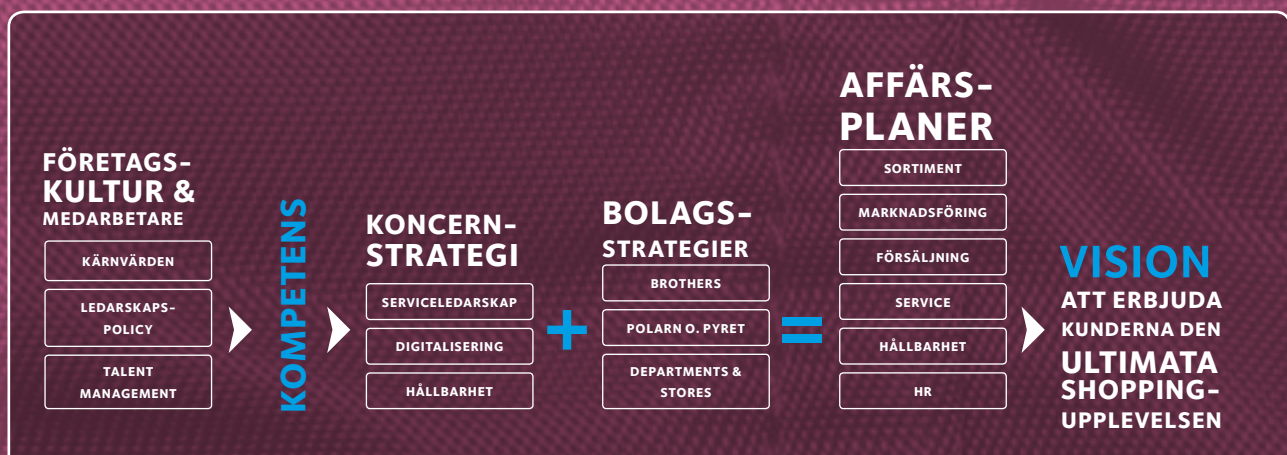 FÖRETAGS-
KULTUR &
MEDARBETARE
KÄRNVÄRDEN
LEDARSKAPS-
POLICY
TALENT
MANAGEMENT
KOMPETENS
KONCERN-
STRATEGI
SERVICELEDARSKAP
DIGITALISERING
HÅLLBARHET
+
BOLAGS-
STRATEGIER
BROTHERS
POLARN O. PYRET
DEPARTMENTS &
STORES
=
AFFÄRS-
PLANER
SORTIMENT
MARKNADSFÖRING
FÖRSÄLJNING
SERVICE
HÅLLBARHET
HR
VISION
ATT ERBJUDA
KUNDERNA DEN
ULTIMATA
SHOPPING-
UPPLEVELSEN